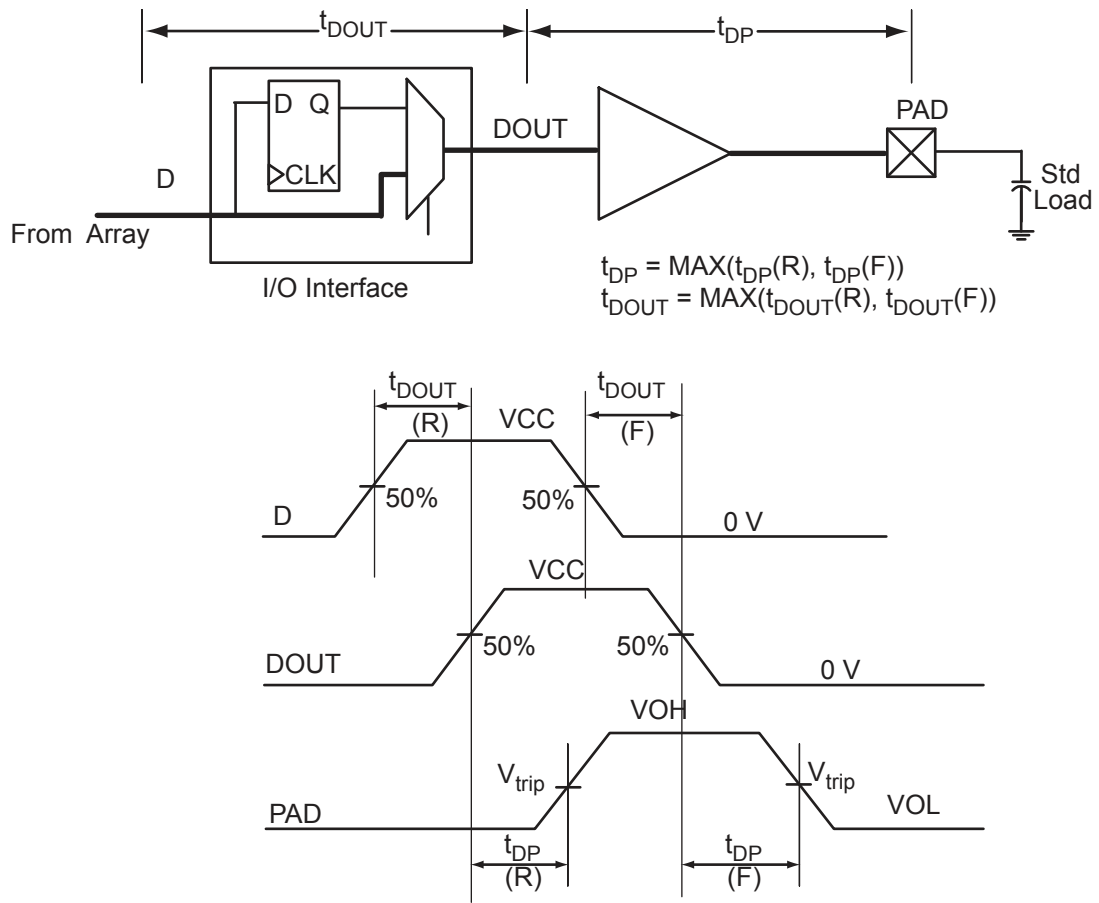 tDOUT
tDP
D Q
CLK
D
From Array
I/O Interface
DOUT
PAD
Std
Load
tDP = MAX(tDP(R), tDP(F))
tDOUT = MAX(tDOUT(R), tDOUT(F))
tDOUT
(R)
VCC
tDOUT
(F)
50%
50%
D
0 V
VCC
50%
50%
DOUT
0 V
VOH
Vtrip
Vtrip
PAD
VOL
tDP
(R)
tDP
(F)